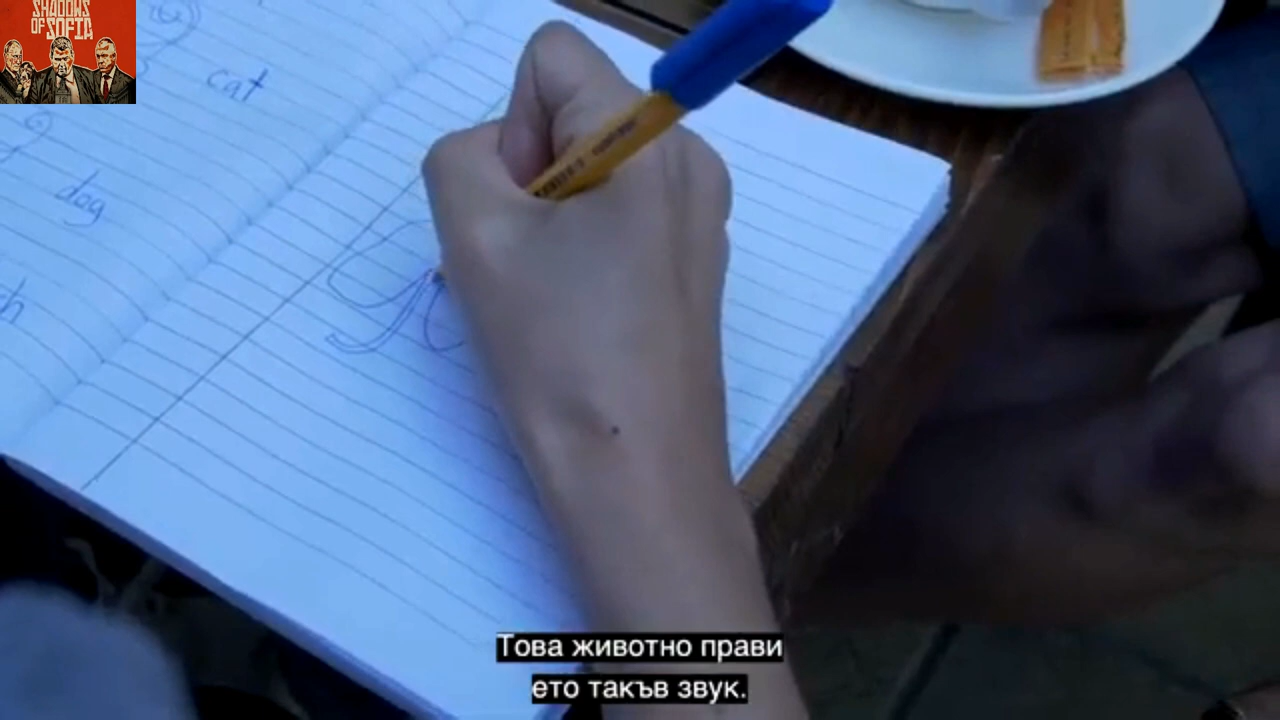 SHADOWS
OF SOFIA
cat
dog
Това животно прави
ето такъв звук.